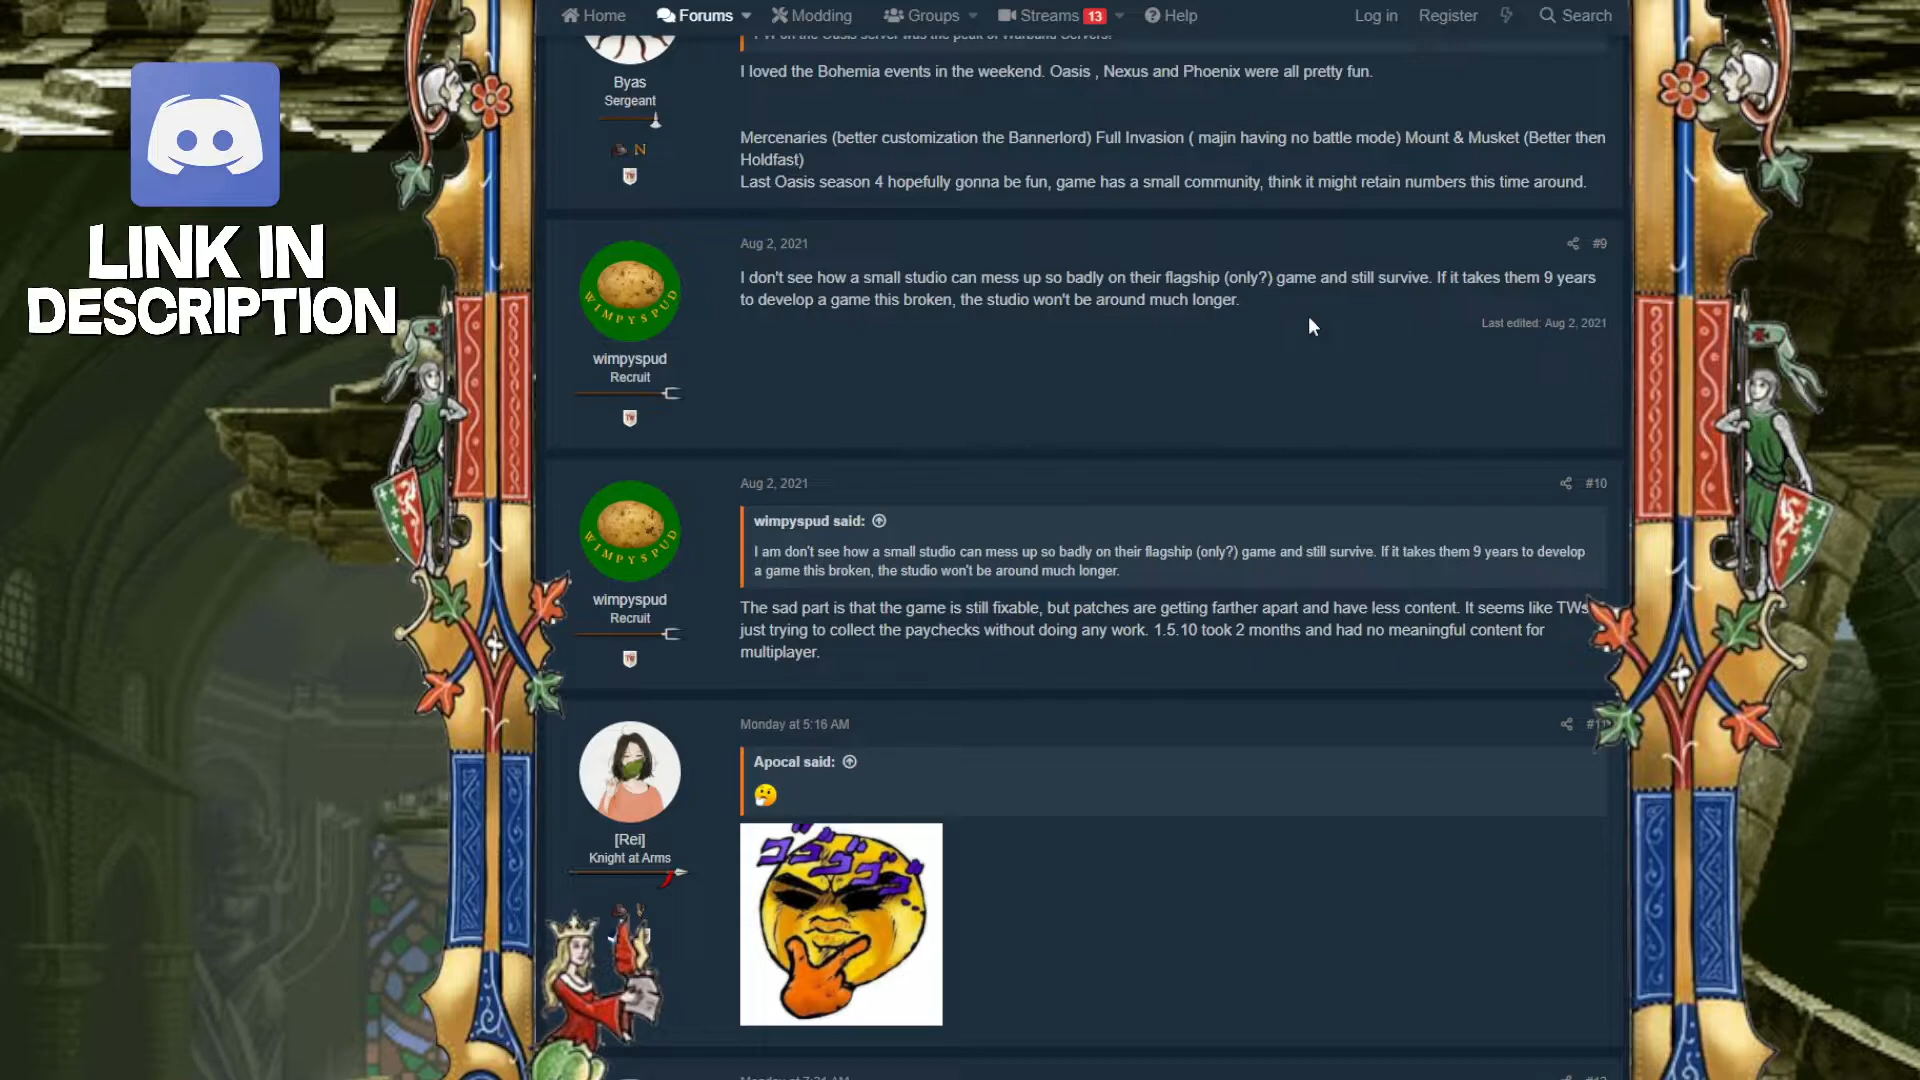 Home
Forums
Modding
Groups
Streams 13
Help
Log in
Register
Search
LINK IN
DESCRIPTION
Byas
Sergeant
N
I loved the Bohemia events in the weekend. Oasis , Nexus and Phoenix were all pretty fun.
Mercenaries (better customization the Bannerlord) Full Invasion ( majin having no battle mode) Mount & Musket (Better then
Holdfast)
Last Oasis season 4 hopefully gonna be fun, game has a small community, think it might retain numbers this time around.
Aug 2, 2021
#9
WIMPYSPUD
wimpyspud
Recruit
I don't see how a small studio can mess up so badly on their flagship (only?) game and still survive. If it takes them 9 years
to develop a game this broken, the studio won't be around much longer.
Last edited: Aug 2, 2021
Aug 2, 2021
#10
WIMPYSPUD
wimpyspud
Recruit
wimpyspud said:
I am don't see how a small studio can mess up so badly on their flagship (only?) game and still survive. If it takes them 9 years to develop
a game this broken, the studio won't be around much longer.
The sad part is that the game is still fixable, but patches are getting farther apart and have less content. It seems like TWs
just trying to collect the paychecks without doing any work. 1.5.10 took 2 months and had no meaningful content for
multiplayer.
Monday at 5:16 AM
#11
[Rei]
Knight at Arms
Apocal said:
ゴゴゴゴ